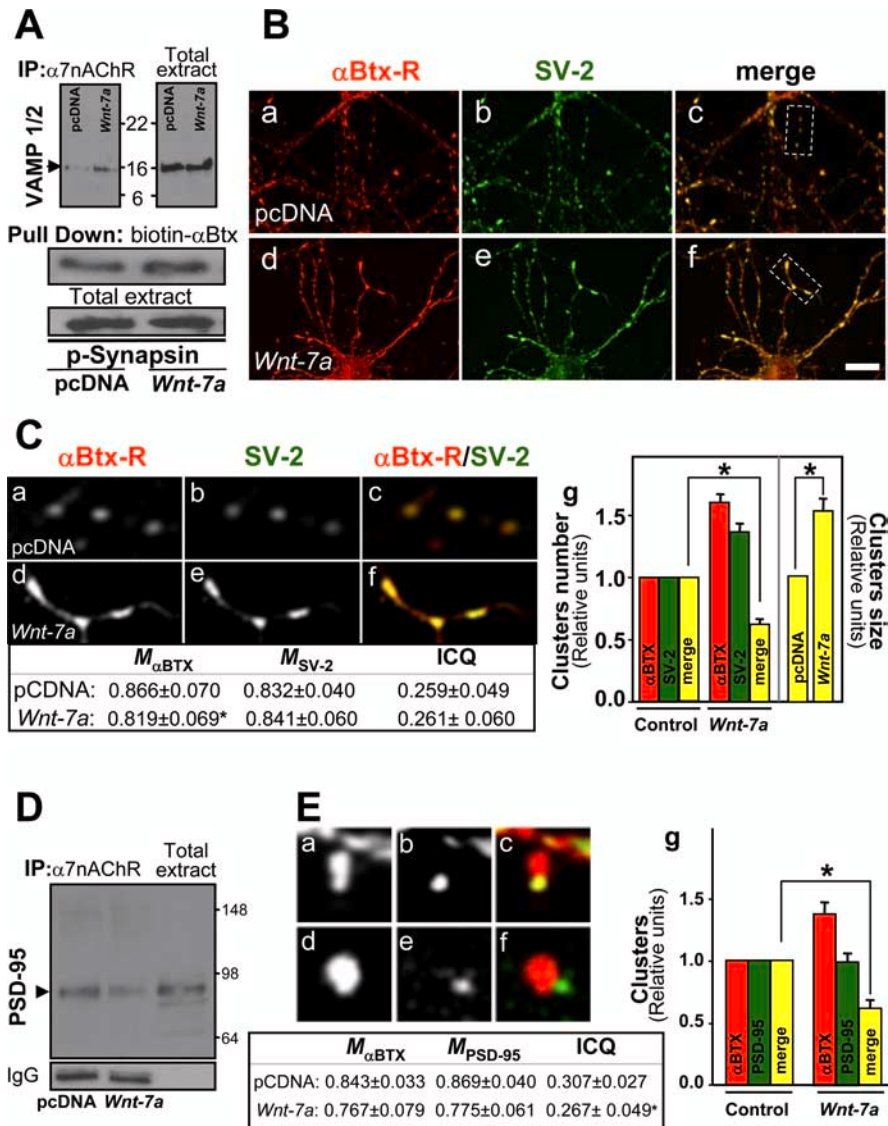 A
IP:α7nAChR
Total extract
pcDNA
Wnt-7a
pcDNA
Wnt-7a
VAMP 1/2
22
16
6
Pull Down: biotin-αBtx
Total extract
p-Synapsin
pcDNA Wnt-7a
B
αBtx-R SV-2 merge
a b c
pcDNA
d e f
Wnt-7a
C
αBtx-R SV-2 αBtx-R/SV-2
a b c
pcDNA
d e f
Wnt-7a
MαBTX MSV-2 ICQ
pCDNA: 0.866±0.070 0.832±0.040 0.259±0.049
Wnt-7a: 0.819±0.069* 0.841±0.060 0.261± 0.060
g
* *
Clusters number
(Relative units)
1.5
1.0
0.5
0.0
αBTX
SV-2
merge
αBTX
SV-2
merge
pcDNA
Wnt-7a
Control Wnt-7a
Clusters size
(Relative units)
D
IP:α7nAChR
Total extract
PSD-95
148
98
64
IgG
pcDNA Wnt-7a
E
a b c
d e f
MαBTX MPSD-95 ICQ
pCDNA: 0.843±0.033 0.869±0.040 0.307±0.027
Wnt-7a: 0.767±0.079 0.775±0.061 0.267± 0.049*
g
*
Clusters
(Relative units)
1.5
1.0
0.5
0.0
αBTX
PSD-95
merge
αBTX
PSD-95
merge
Control Wnt-7a